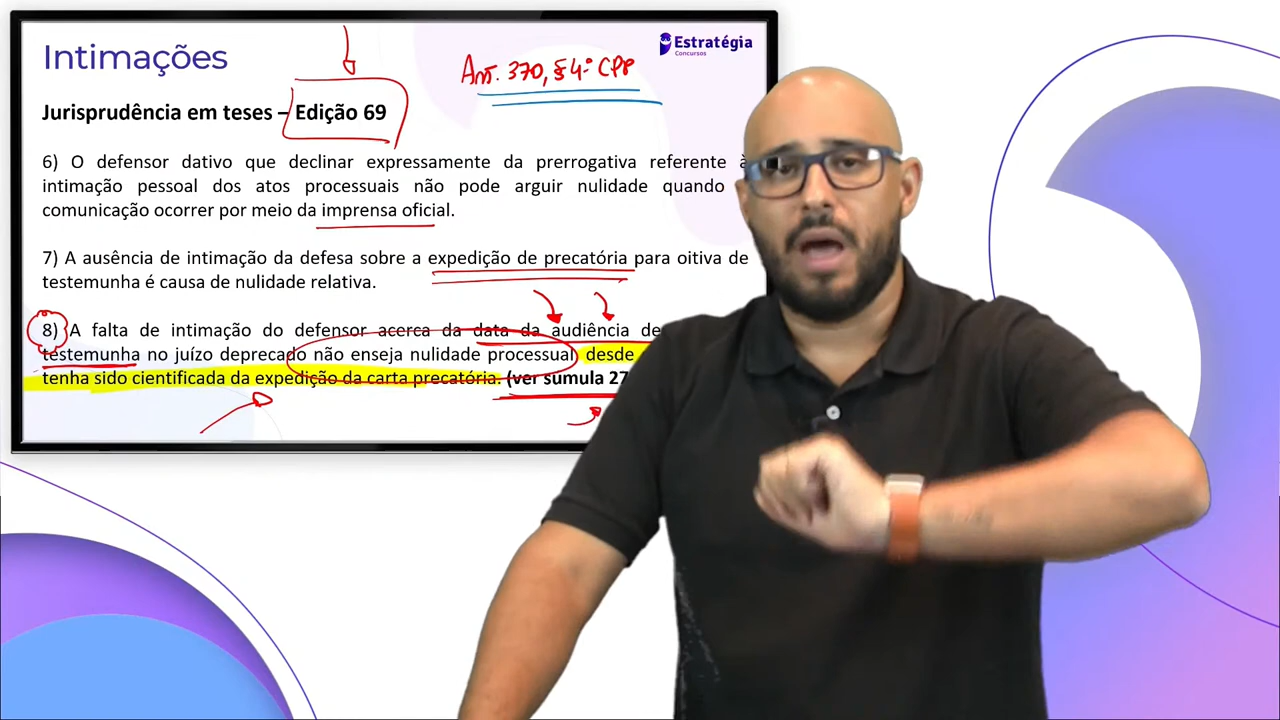 Intimações
Estratégia
Concursos
Art. 370, §4º CPP
Jurisprudência em teses – Edição 69
6) O defensor dativo que declinar expressamente da prerrogativa referente à
intimação pessoal dos atos processuais não pode arguir nulidade quando
comunicação ocorrer por meio da imprensa oficial.
7) A ausência de intimação da defesa sobre a expedição de precatória para oitiva de
testemunha é causa de nulidade relativa.
8) A falta de intimação do defensor acerca da data da audiência de
testemunha no juízo deprecado não enseja nulidade processual, desde
tenha sido cientificada da expedição da carta precatória. (ver súmula 27